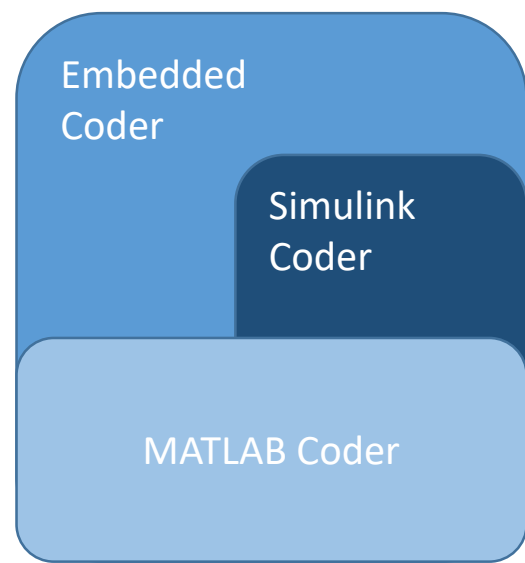 Embedded
Coder
Simulink
Coder
MATLAB Coder